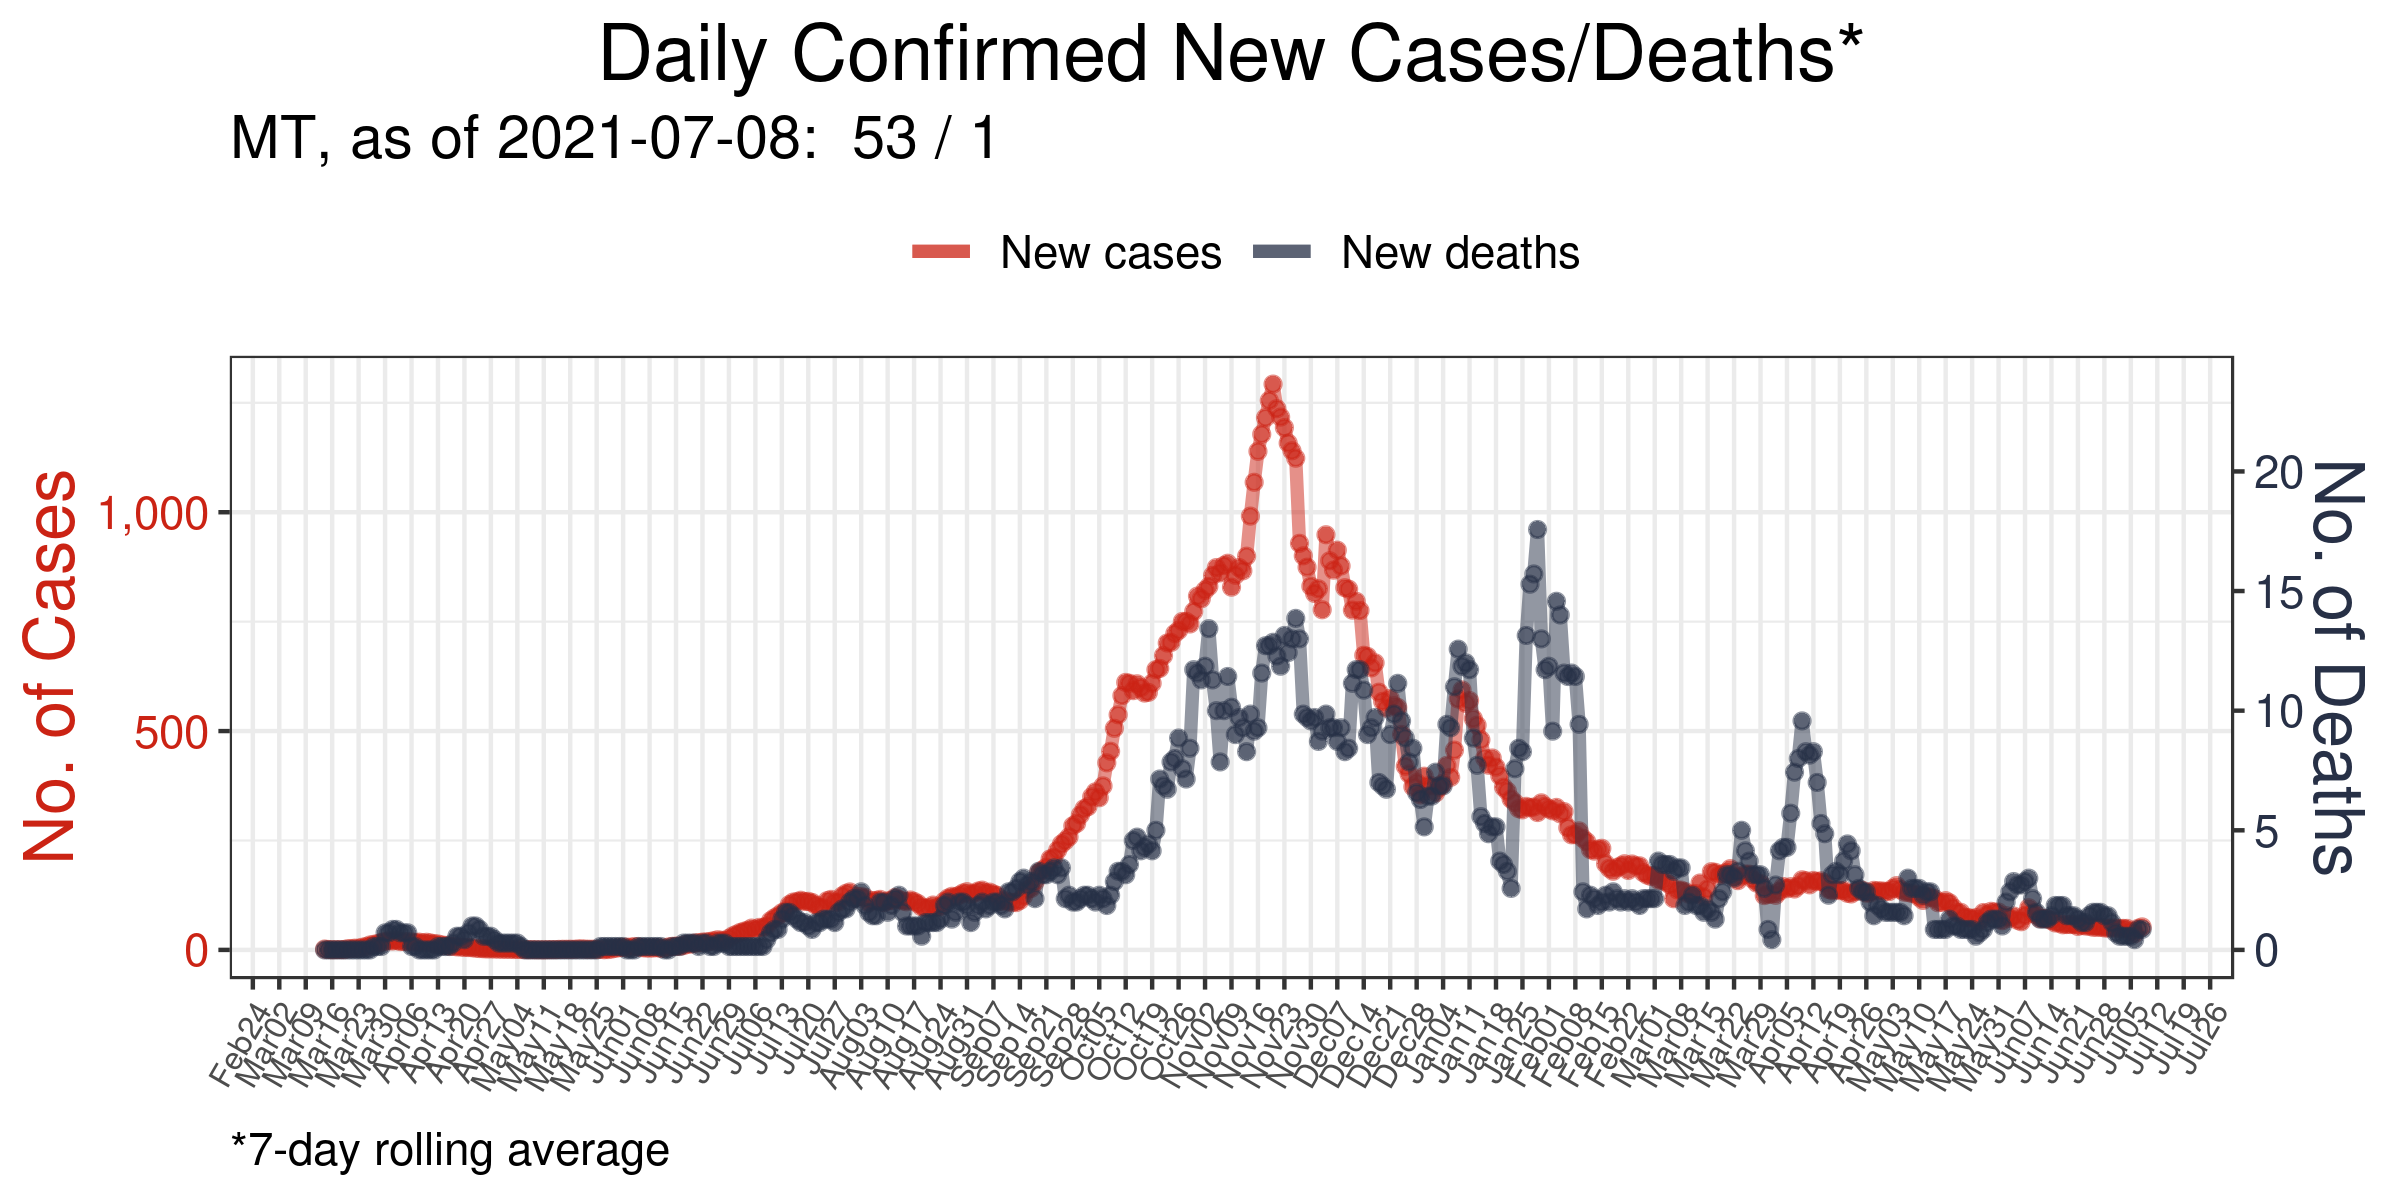 Daily Confirmed New Cases/Deaths*
MT, as of 2021-07-08:  53 / 1
New cases
New deaths
No. of Cases
1,000
500
0
20
15
10
5
0
No. of Deaths
Feb24
Mar02
Mar09
Mar16
Mar23
Mar30
Apr06
Apr13
Apr20
Apr27
May04
May11
May18
May25
Jun01
Jun08
Jun15
Jun22
Jun29
Jul06
Jul13
Jul20
Jul27
Aug03
Aug10
Aug17
Aug24
Aug31
Sep07
Sep14
Sep21
Sep28
Oct05
Oct12
Oct19
Oct26
Nov02
Nov09
Nov16
Nov23
Nov30
Dec07
Dec14
Dec21
Dec28
Jan04
Jan11
Jan18
Jan25
Feb01
Feb08
Feb15
Feb22
Mar01
Mar08
Mar15
Mar22
Mar29
Apr05
Apr12
Apr19
Apr26
May03
May10
May17
May24
May31
Jun07
Jun14
Jun21
Jun28
Jul05
Jul12
Jul19
Jul26
*7-day rolling average